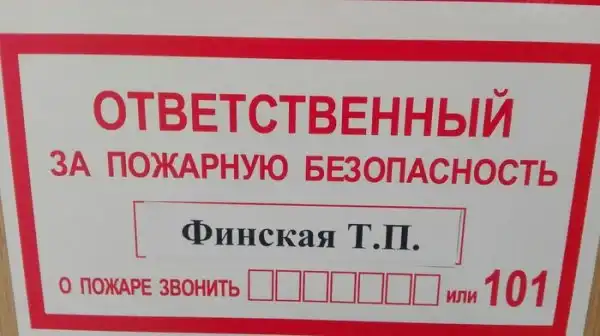 ОТВЕТСТВЕННЫЙ
ЗА ПОЖАРНУЮ БЕЗОПАСНОСТЬ
Финская Т.П.
О ПОЖАРЕ ЗВОНИТЬ или 101